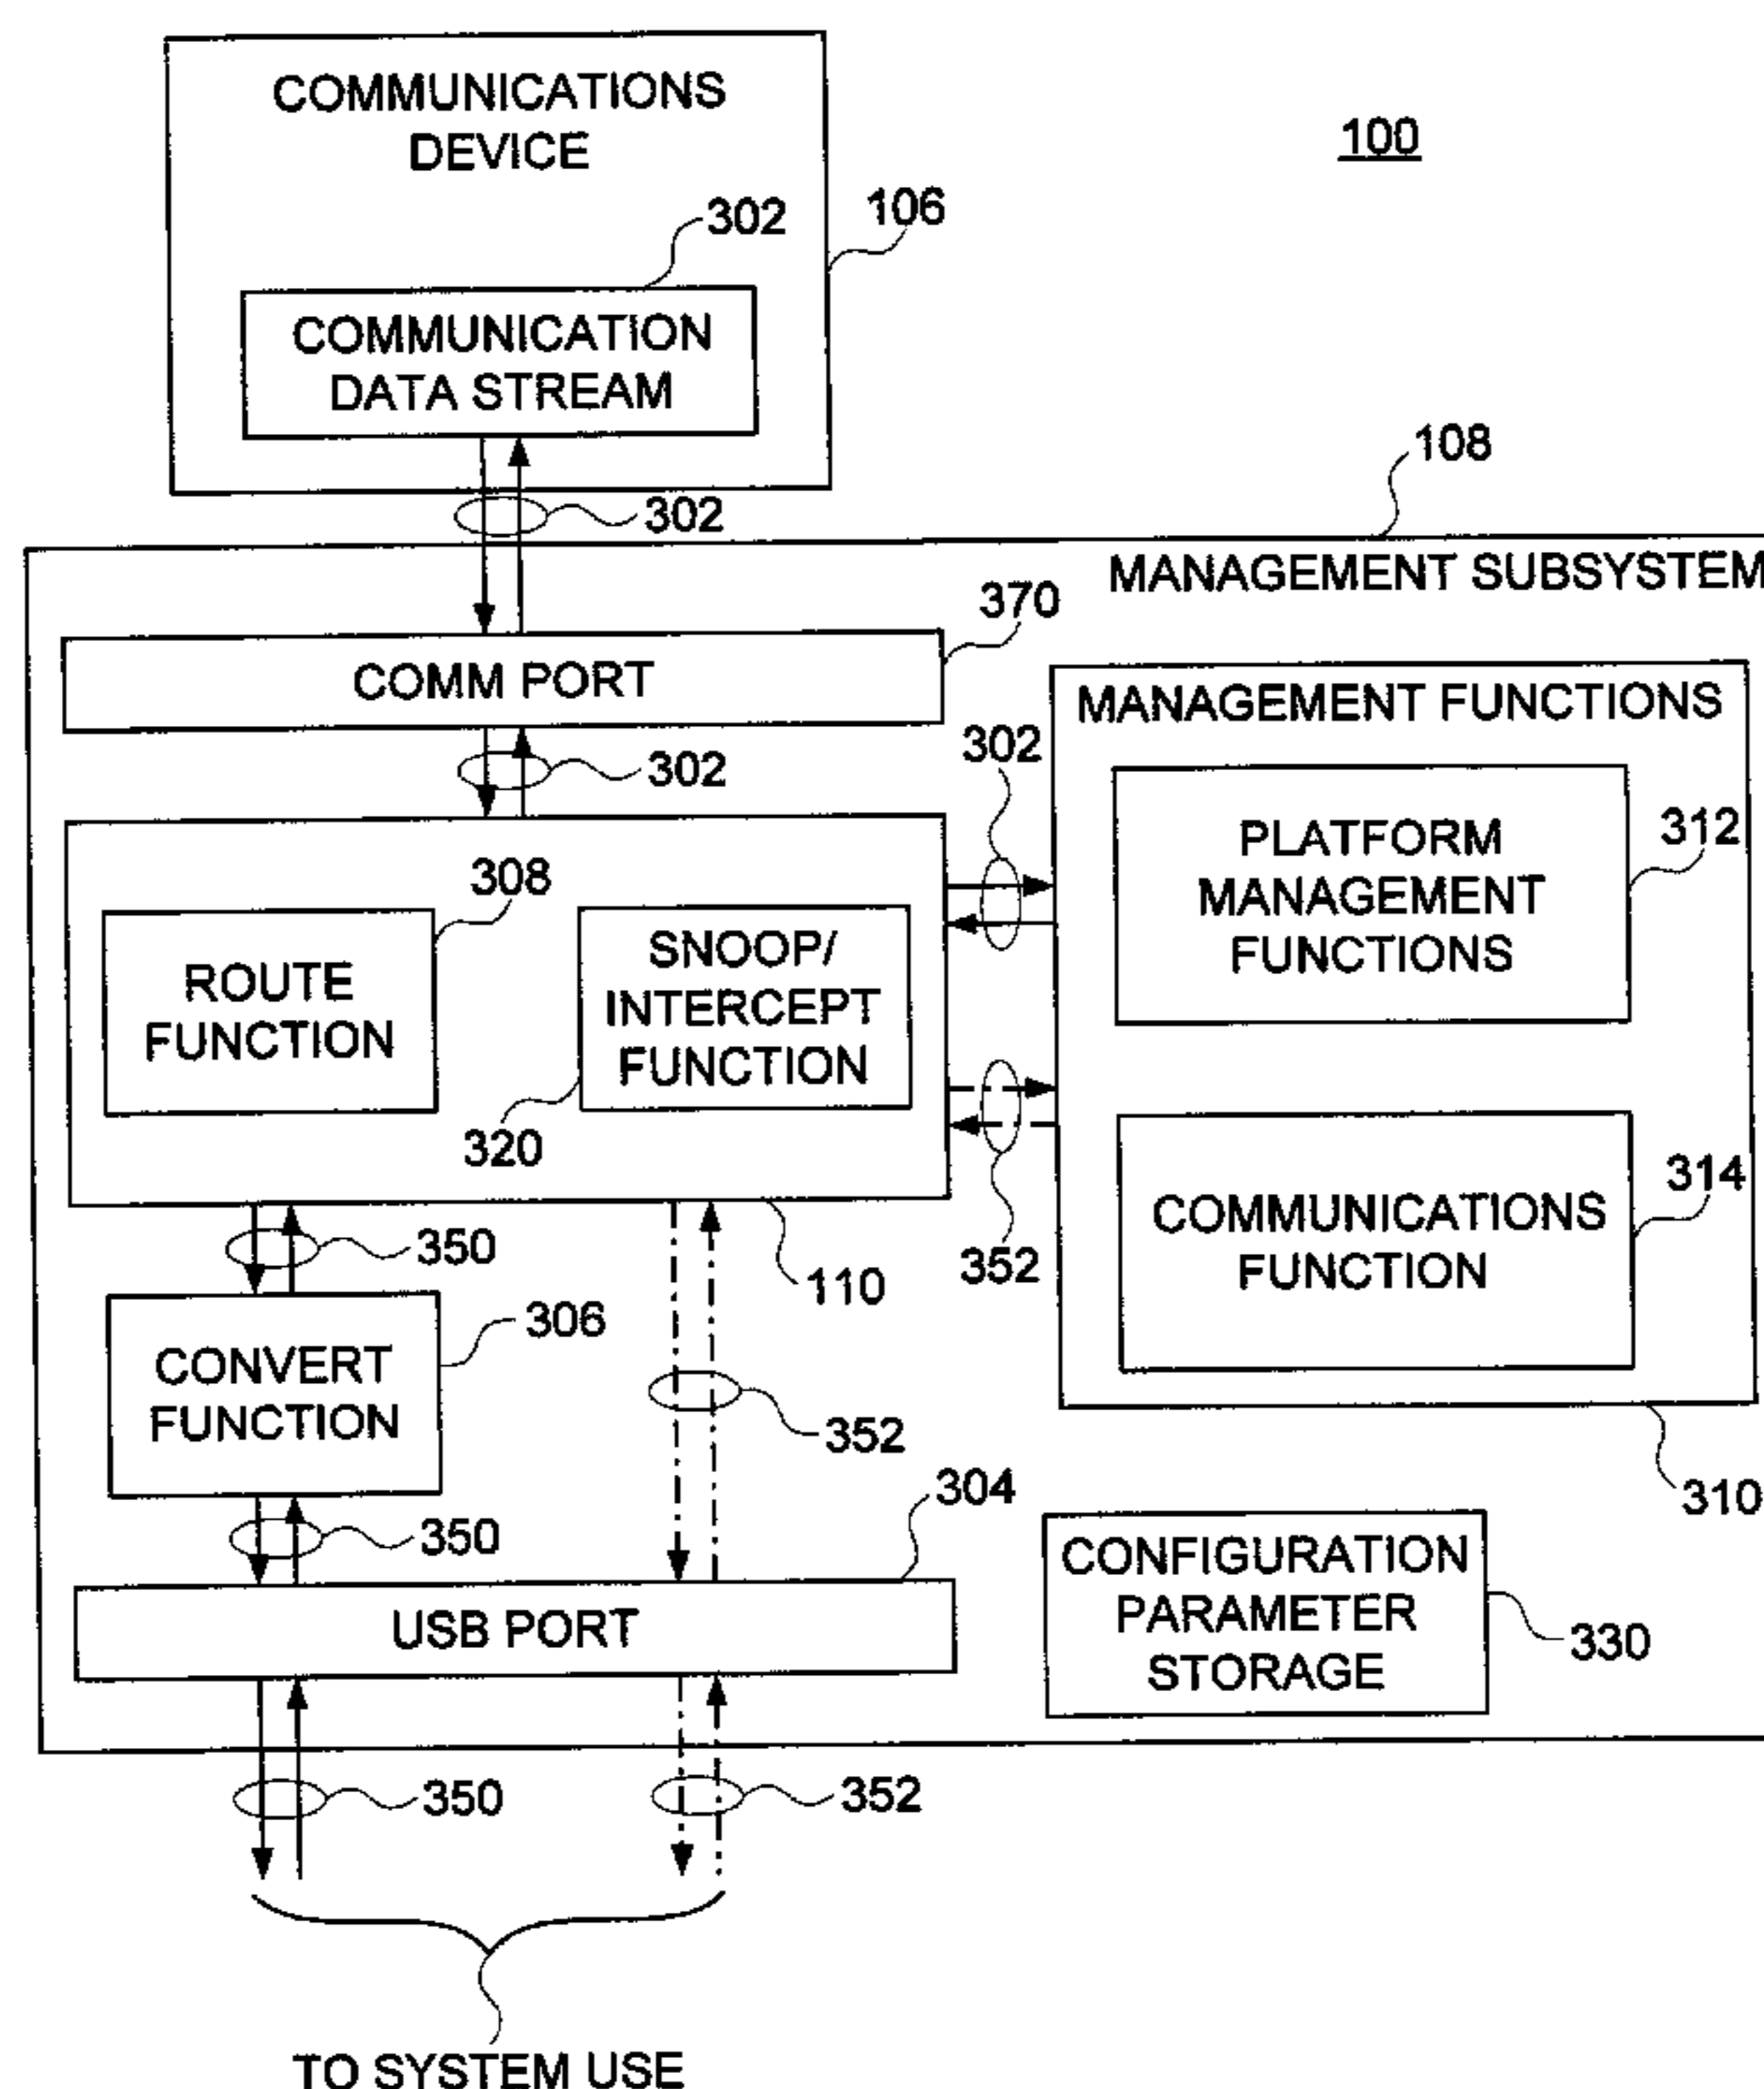 COMMUNICATIONS
DEVICE
100
106
302
COMMUNICATION
DATA STREAM
108
302
MANAGEMENT SUBSYSTEM
370
COMM PORT
MANAGEMENT FUNCTIONS
302
302
PLATFORM
MANAGEMENT
FUNCTIONS
312
308
ROUTE
FUNCTION
SNOOP/
INTERCEPT
FUNCTION
320
314
COMMUNICATIONS
FUNCTION
350
110
352
306
CONVERT
FUNCTION
352
304
310
350
CONFIGURATION
PARAMETER
STORAGE
330
USB PORT
350
352
TO SYSTEM USE